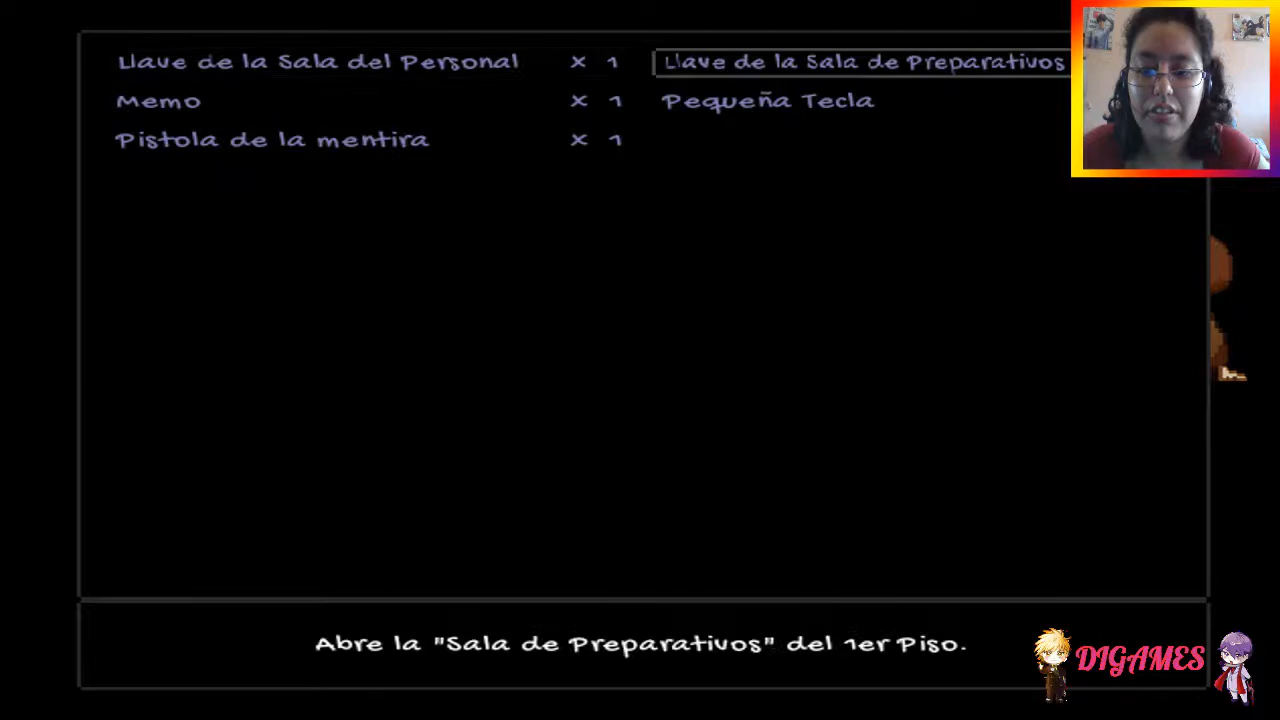 Llave de la Sala del Personal x 1 Llave de la Sala de Preparativos
Memo x 1 Pequeña Tecla
Pistola de la mentira x 1
Abre la "Sala de Preparativos" del 1er Piso.
DIGAMES